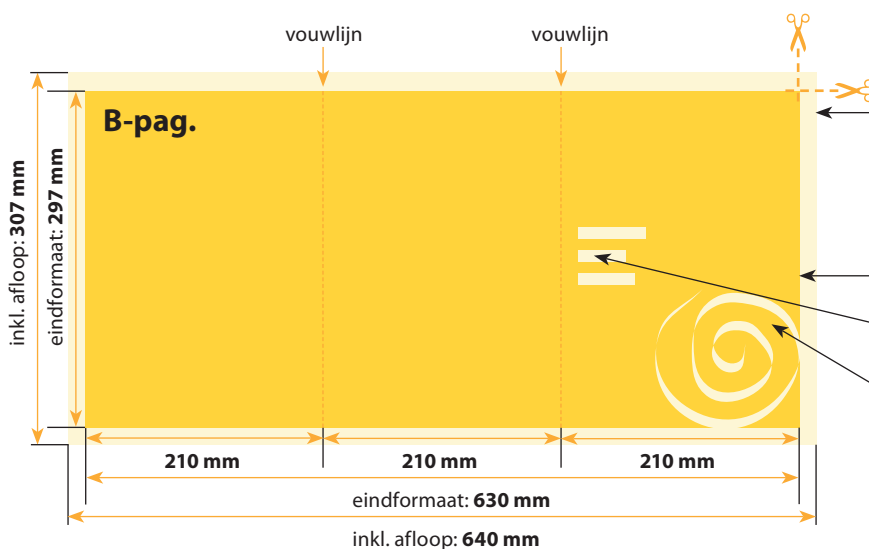 vouwlijn
vouwlijn
B-pag.
inkl. afloop: 307 mm
eindformaat: 297 mm
210 mm
210 mm
210 mm
eindformaat: 630 mm
inkl. afloop: 640 mm